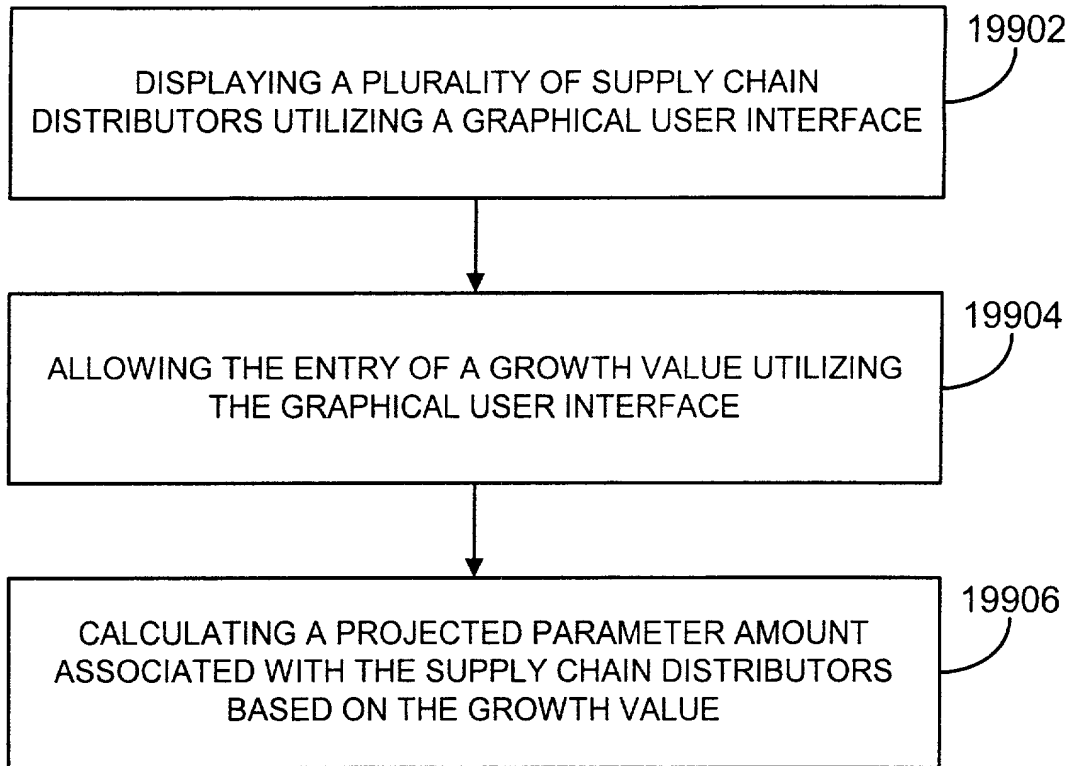 19902
DISPLAYING A PLURALITY OF SUPPLY CHAIN
DISTRIBUTORS UTILIZING A GRAPHICAL USER INTERFACE
19904
ALLOWING THE ENTRY OF A GROWTH VALUE UTILIZING
THE GRAPHICAL USER INTERFACE
19906
CALCULATING A PROJECTED PARAMETER AMOUNT
ASSOCIATED WITH THE SUPPLY CHAIN DISTRIBUTORS
BASED ON THE GROWTH VALUE